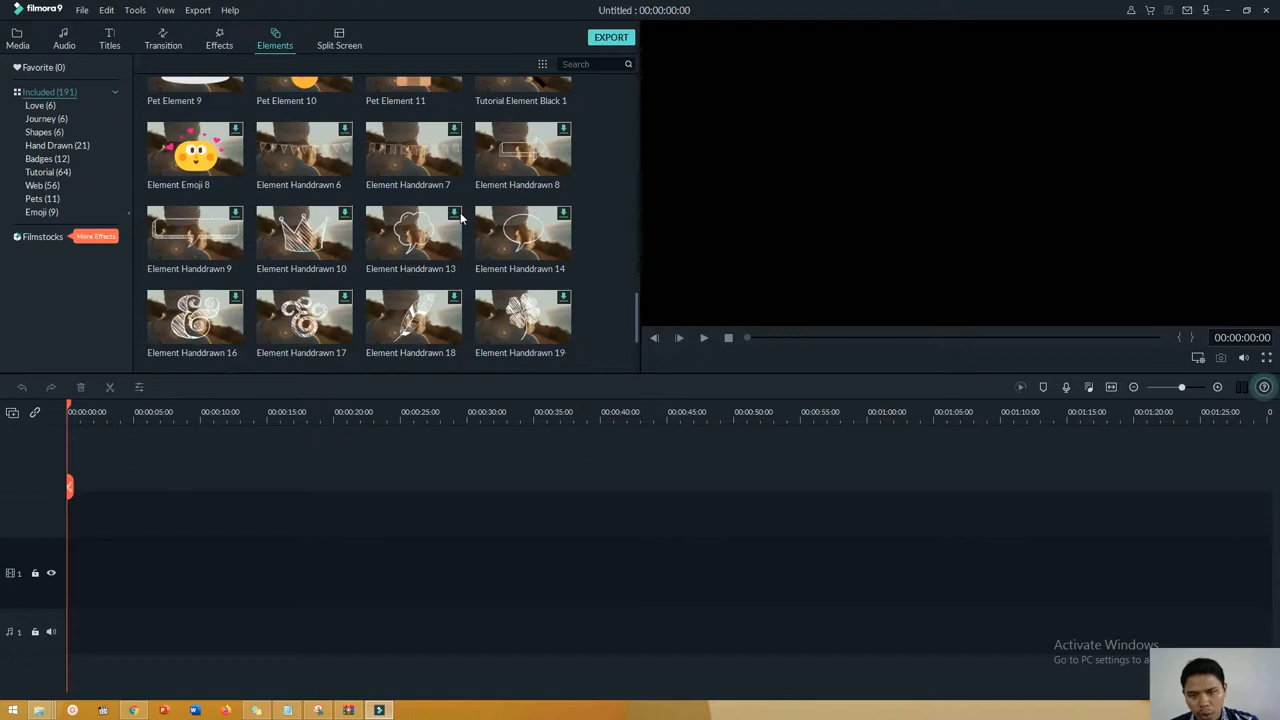 filmora9 File Edit Tools View Export Help Untitled : 00:00:00:00
Media Audio Titles Transition Effects Elements Split Screen EXPORT
Favorite (0) Search
Included (191)
Love (6)
Journey (6)
Shapes (6)
Hand Drawn (21)
Badges (12)
Tutorial (64)
Web (56)
Pets (11)
Emoji (9)
Filmstocks More Effects
Pet Element 9 Pet Element 10 Pet Element 11 Tutorial Element Black 1
Element Emoji 8 Element Handdrawn 6 Element Handdrawn 7 Element Handdrawn 8
Element Handdrawn 9 Element Handdrawn 10 Element Handdrawn 13 Element Handdrawn 14
Element Handdrawn 16 Element Handdrawn 17 Element Handdrawn 18 Element Handdrawn 19
00:00:00:00
00:00:00:00 00:00:05:00 00:00:10:00 00:00:15:00 00:00:20:00 00:00:25:00 00:00:30:00 00:00:35:00 00:00:40:00 00:00:45:00 00:00:50:00 00:00:55:00 00:01:00:00 00:01:05:00 00:01:10:00 00:01:15:00 00:01:20:00 00:01:25:00 0
1
1
Activate Windows
Go to PC settings to a